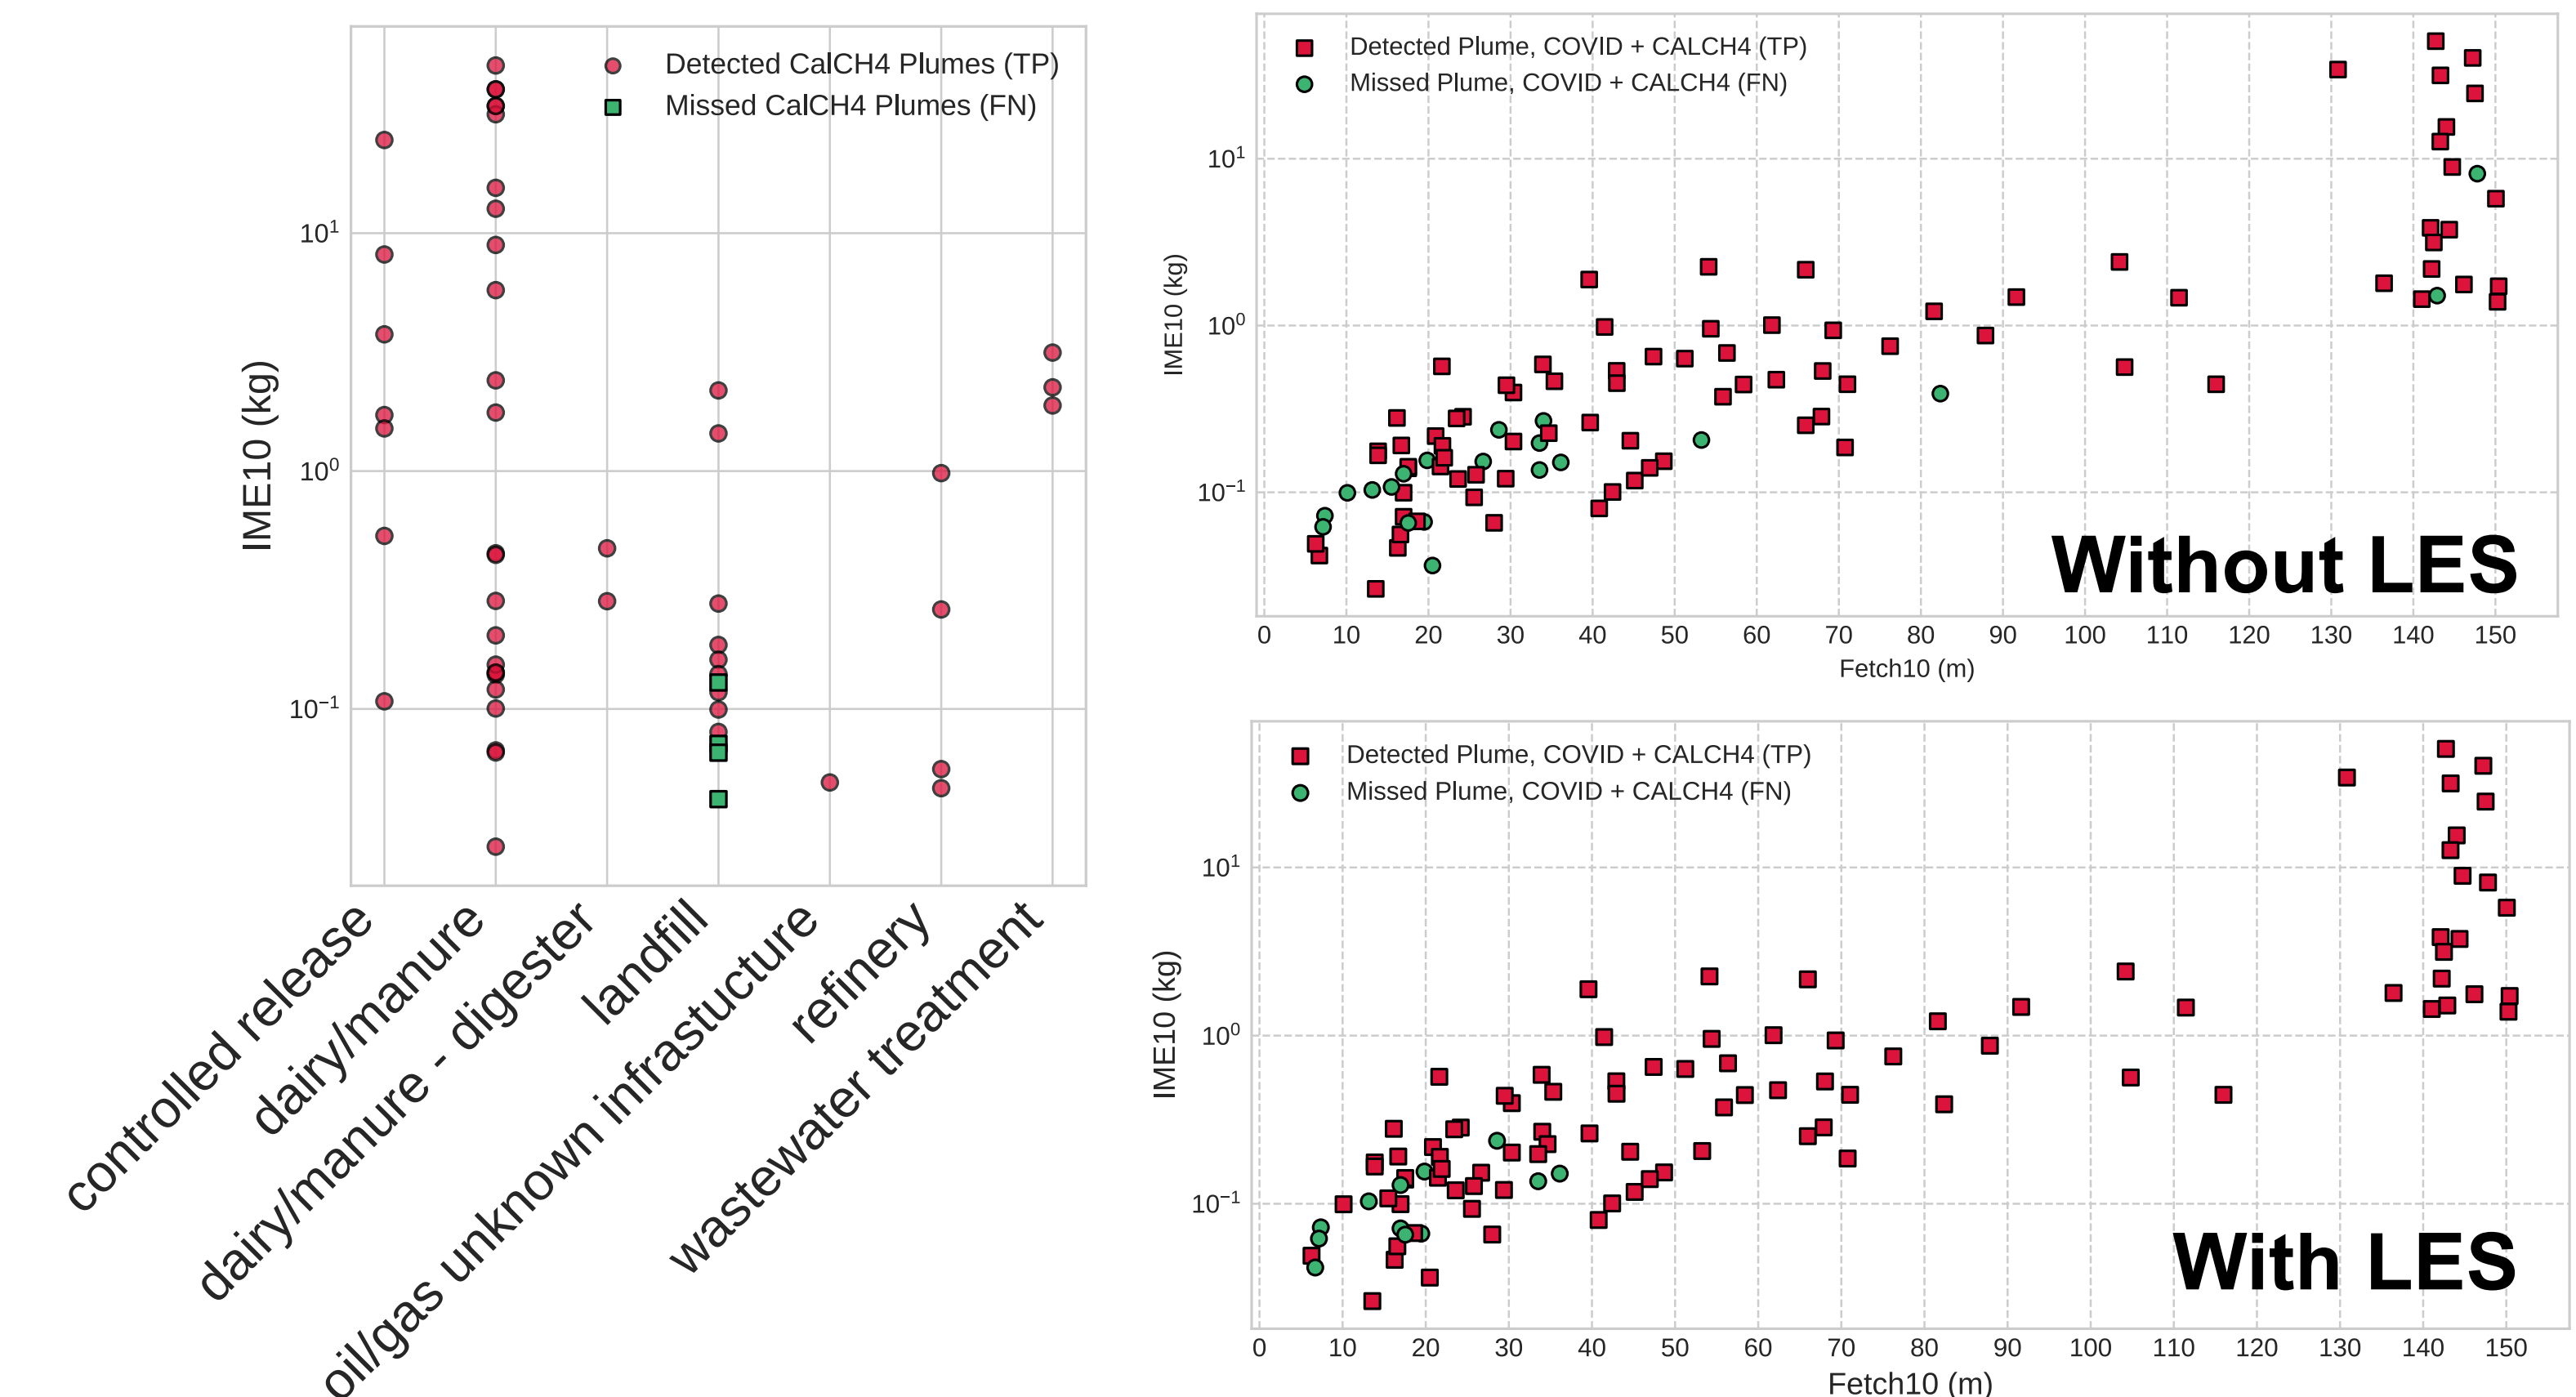 Detected CalCH4 Plumes (TP)
Missed CalCH4 Plumes (FN)
IME10 (kg)
10¹
10⁰
10⁻¹
controlled release
dairy/manure
dairy/manure - digester
landfill
oil/gas unknown infrastucture
refinery
wastewater treatment
Detected Plume, COVID + CALCH4 (TP)
Missed Plume, COVID + CALCH4 (FN)
IME10 (kg)
10¹
10⁰
10⁻¹
Without LES
0 10 20 30 40 50 60 70 80 90 100 110 120 130 140 150
Fetch10 (m)
Detected Plume, COVID + CALCH4 (TP)
Missed Plume, COVID + CALCH4 (FN)
IME10 (kg)
10¹
10⁰
10⁻¹
With LES
0 10 20 30 40 50 60 70 80 90 100 110 120 130 140 150
Fetch10 (m)